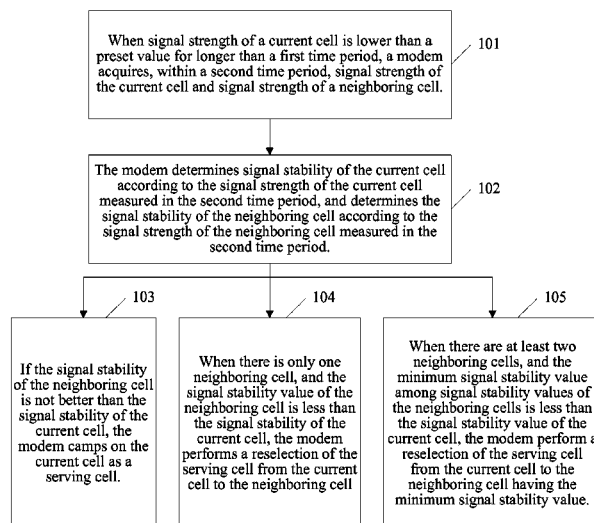 When signal strength of a current cell is lower than a
preset value for longer than a first time period, a modem
acquires, within a second time period, signal strength of
the current cell and signal strength of a neighboring cell.
101
The modem determines signal stability of the current cell
according to the signal strength of the current cell
measured in the second time period, and determines the
signal stability of the neighboring cell according to the
signal strength of the neighboring cell measured in the
second time period.
102
103
If the signal stability
of the neighboring cell
is not better than the
signal stability of the
current cell, the
modem camps on the
current cell as a
serving cell.
104
When there is only one
neighboring cell, and the
signal stability value of the
neighboring cell is less than
the signal stability of the
current cell, the modem
performs a reselection of the
serving cell from the current
cell to the neighboring cell
105
When there are at least two
neighboring cells, and the
minimum signal stability value
among signal stability values of
the neighboring cells is less than
the signal stability value of the
current cell, the modem perform a
reselection of the serving cell
from the current cell to the
neighboring cell having the
minimum signal stability value.